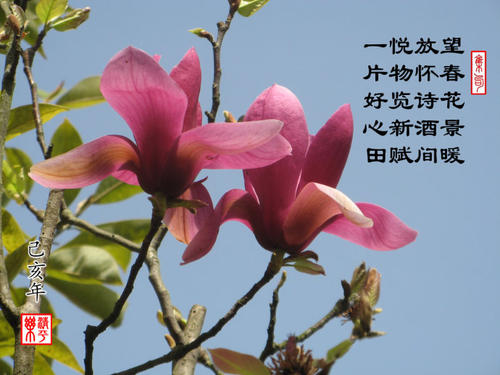 望春花景暖
放怀诗酒间
悦物览新赋
一片好心田
己亥年